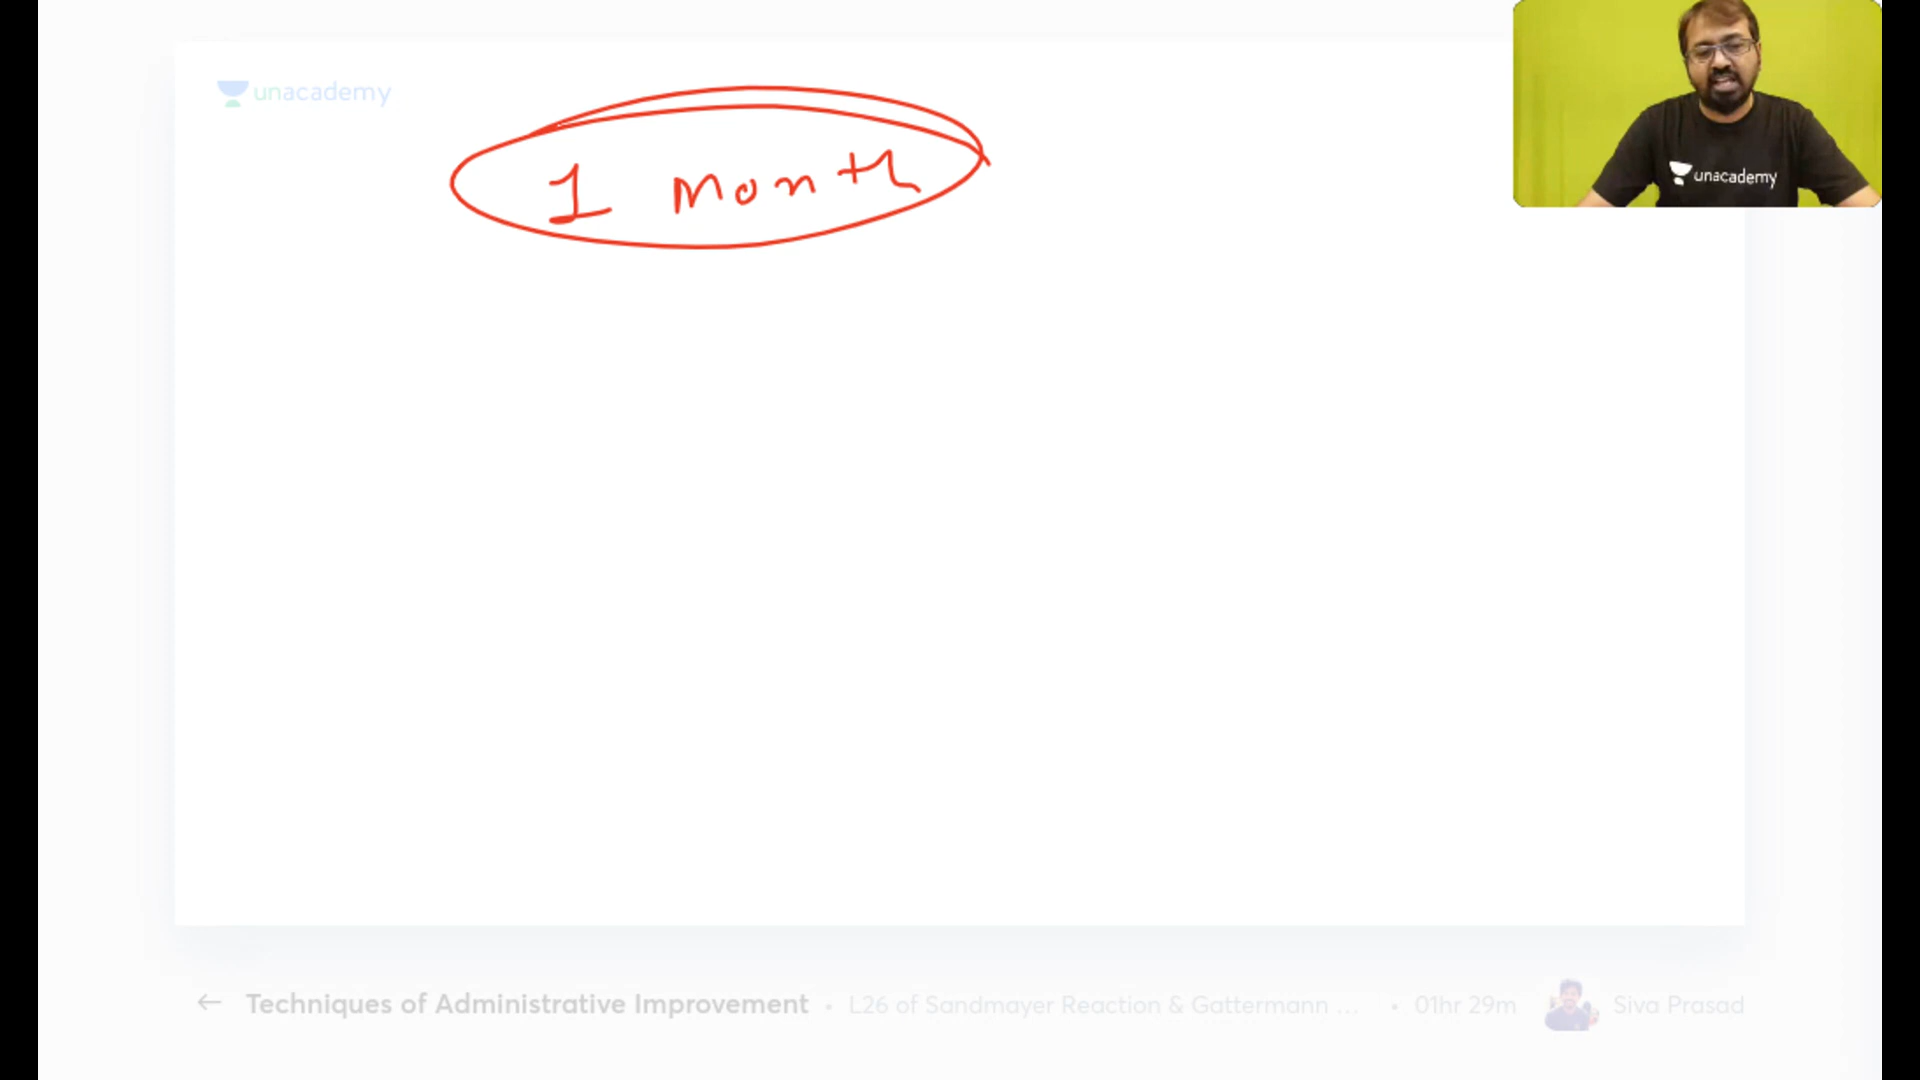 unacademy
1 Month
unacademy
Techniques of Administrative Improvement • L26 of Sandmayer Reaction & Gattermann ... • 01hr 29m Siva Prasad